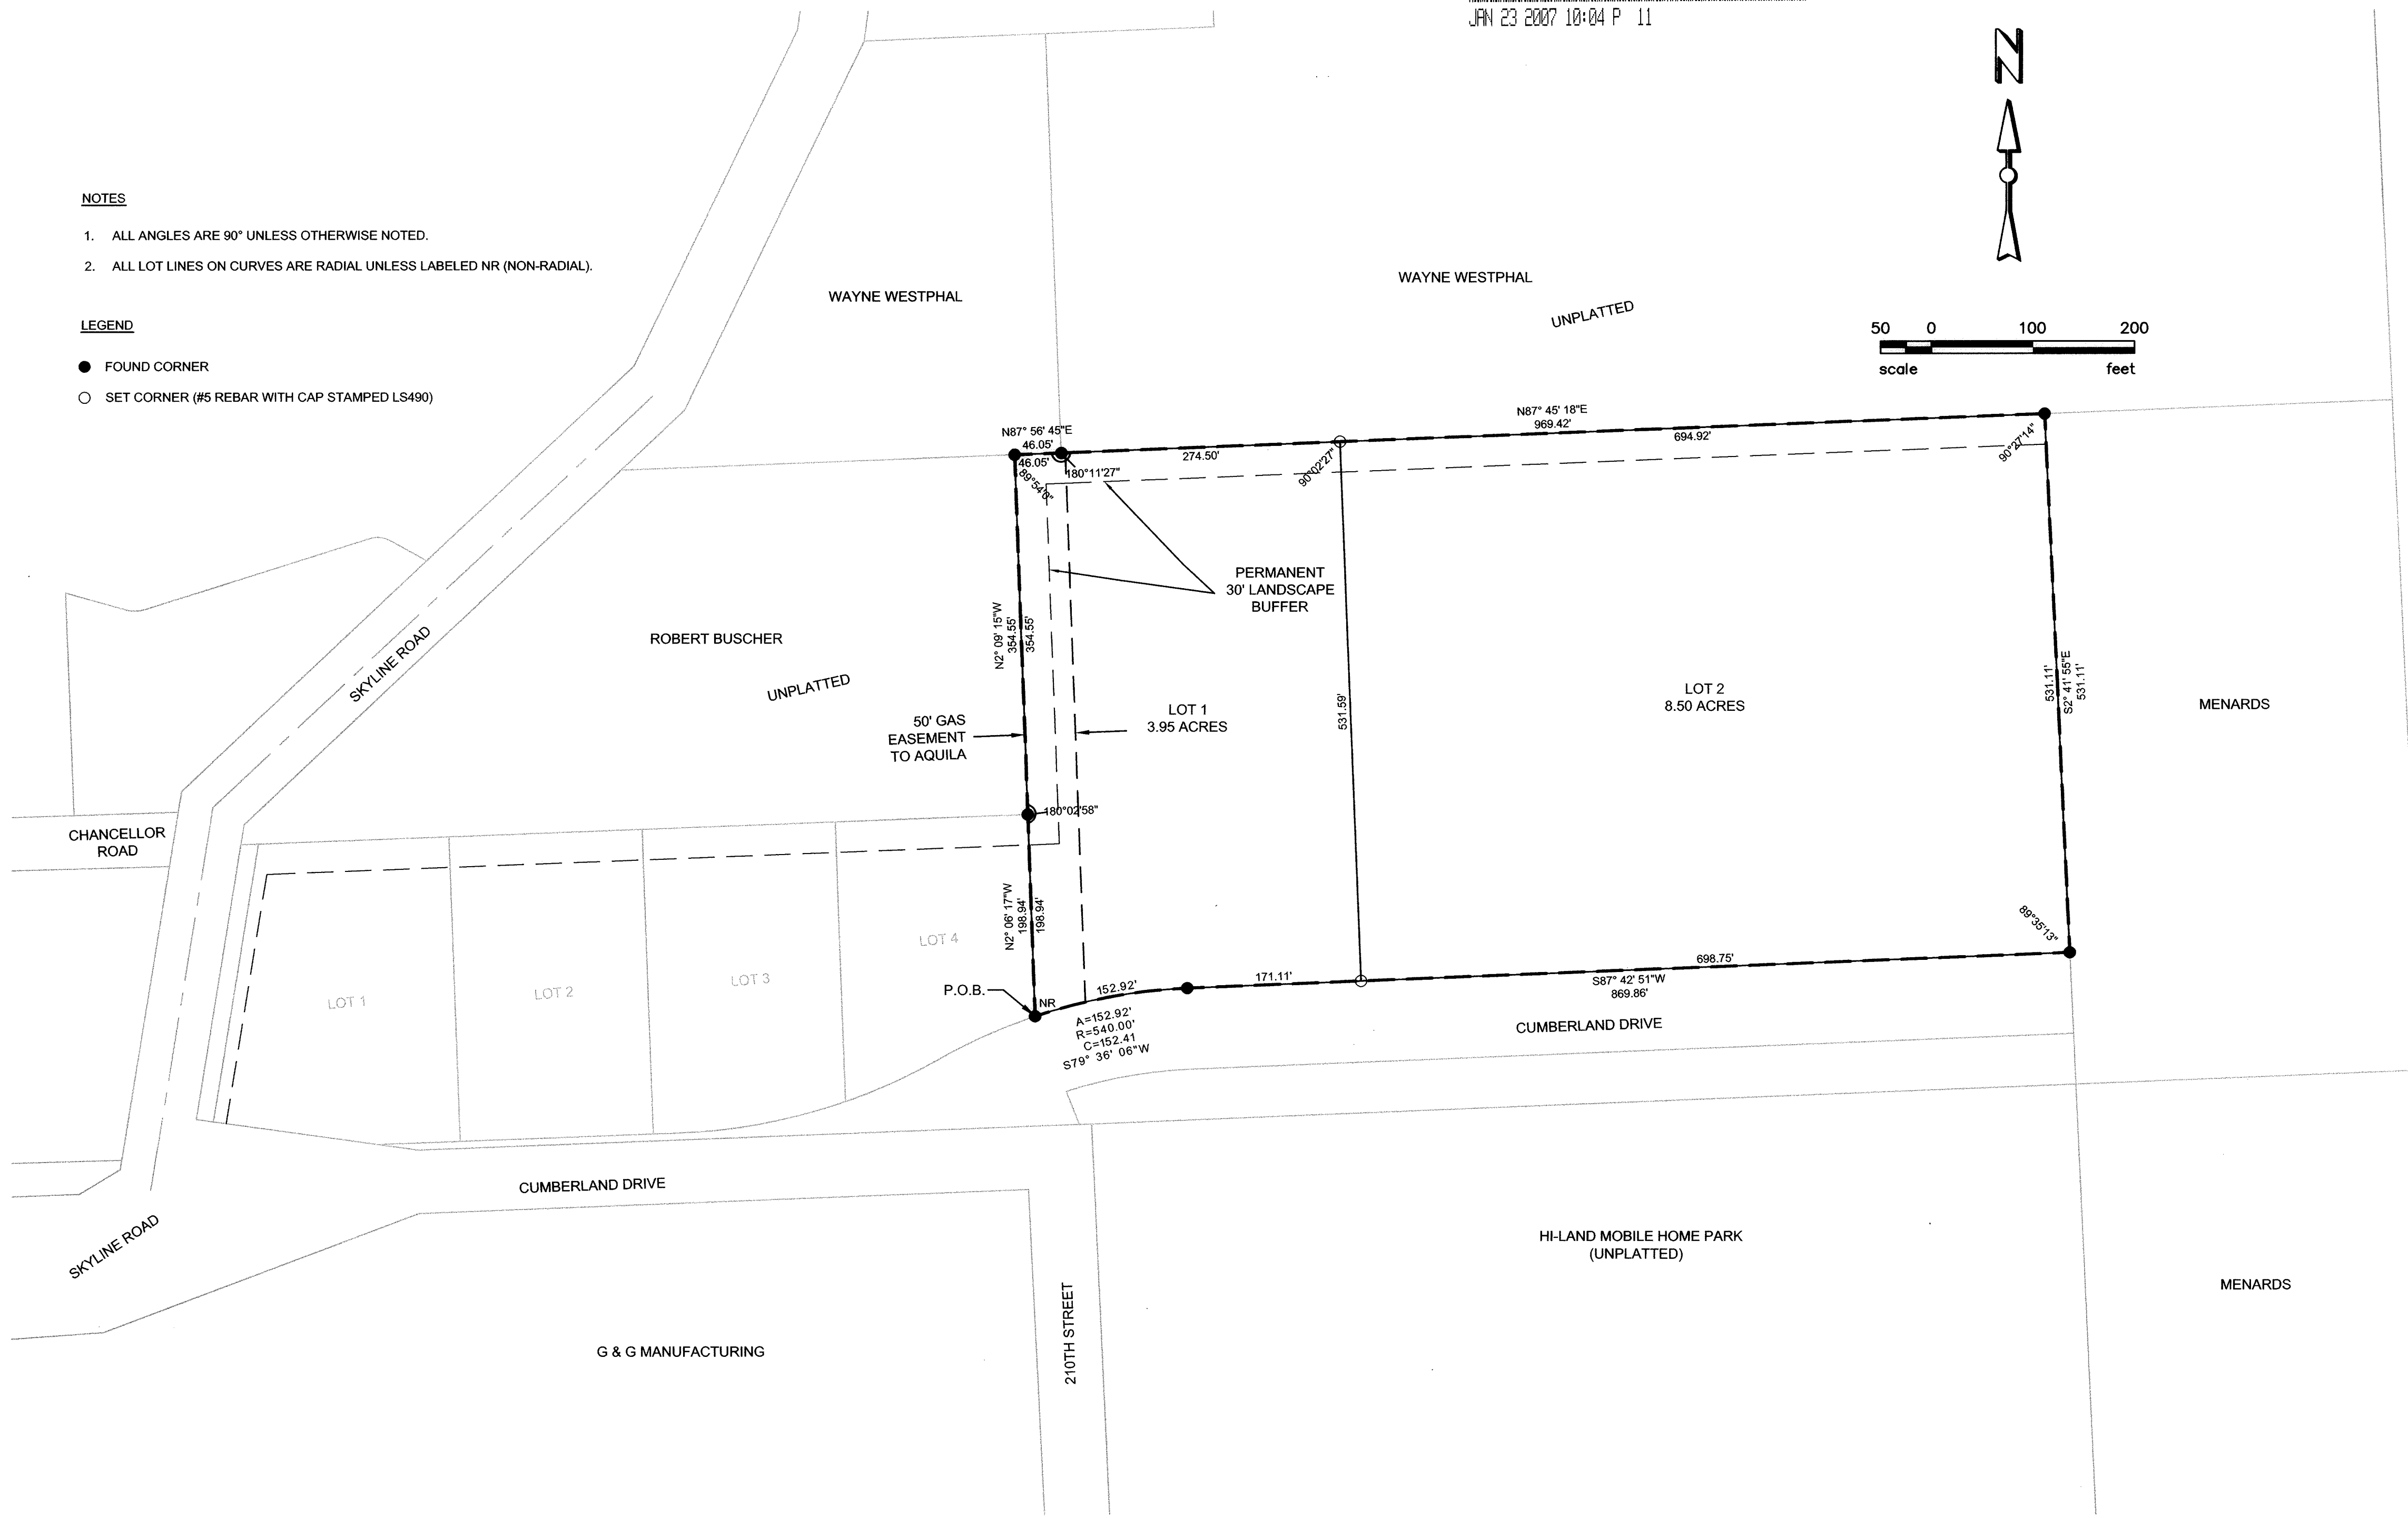 JAN 23 2007 10:04 P 11
N
NOTES
1. ALL ANGLES ARE 90° UNLESS OTHERWISE NOTED.
2. ALL LOT LINES ON CURVES ARE RADIAL UNLESS LABELED NR (NON-RADIAL).
LEGEND
FOUND CORNER
SET CORNER (#5 REBAR WITH CAP STAMPED LS490)
WAYNE WESTPHAL
WAYNE WESTPHAL
UNPLATTED
50 0 100 200
scale feet
N87° 56' 45"E
46.05'
46.05'
89°54'0"
180°11'27"
274.50'
N87° 45' 18"E
969.42'
694.92'
90°02'27"
90°27'14"
PERMANENT
30' LANDSCAPE
BUFFER
SKYLINE ROAD
ROBERT BUSCHER
UNPLATTED
N2° 09' 15"W
354.55'
354.55'
50' GAS
EASEMENT
TO AQUILA
LOT 1
3.95 ACRES
531.59'
LOT 2
8.50 ACRES
531.11'
S2° 41' 55"E
531.11'
MENARDS
CHANCELLOR
ROAD
180°02'58"
N2° 06' 17"W
198.94'
198.94'
LOT 1
LOT 2
LOT 3
LOT 4
89°35'13"
P.O.B.
NR
152.92'
171.11'
698.75'
S87° 42' 51"W
869.86'
A=152.92'
R=540.00'
C=152.41
S79° 36' 06"W
CUMBERLAND DRIVE
CUMBERLAND DRIVE
SKYLINE ROAD
HI-LAND MOBILE HOME PARK
(UNPLATTED)
MENARDS
210TH STREET
G & G MANUFACTURING